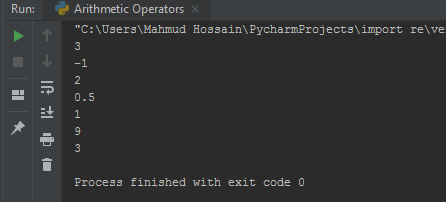 Run: Arithmetic Operators ×
"C:\Users\Mahmud Hossain\PycharmProjects\import re\ve
3
-1
2
0.5
1
9
3
Process finished with exit code 0